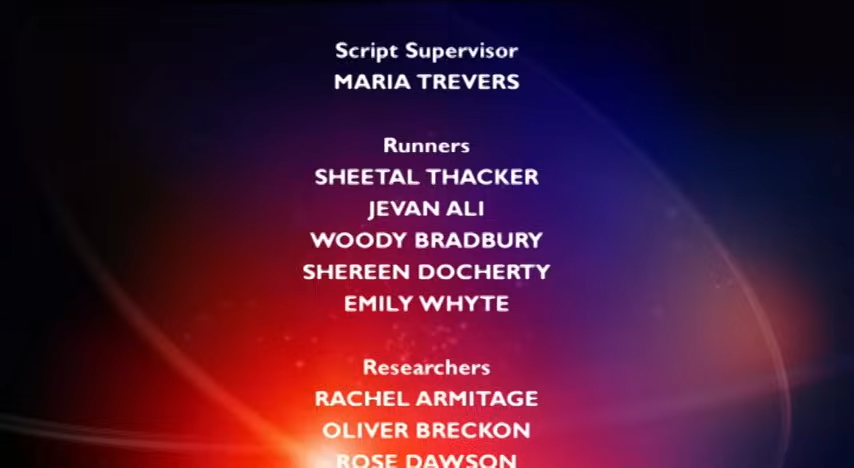 Script Supervisor
MARIA TREVERS
Runners
SHEETAL THACKER
JEVAN ALI
WOODY BRADBURY
SHEREEN DOCHERTY
EMILY WHYTE
Researchers
RACHEL ARMITAGE
OLIVER BRECKON
ROSE DAWSON